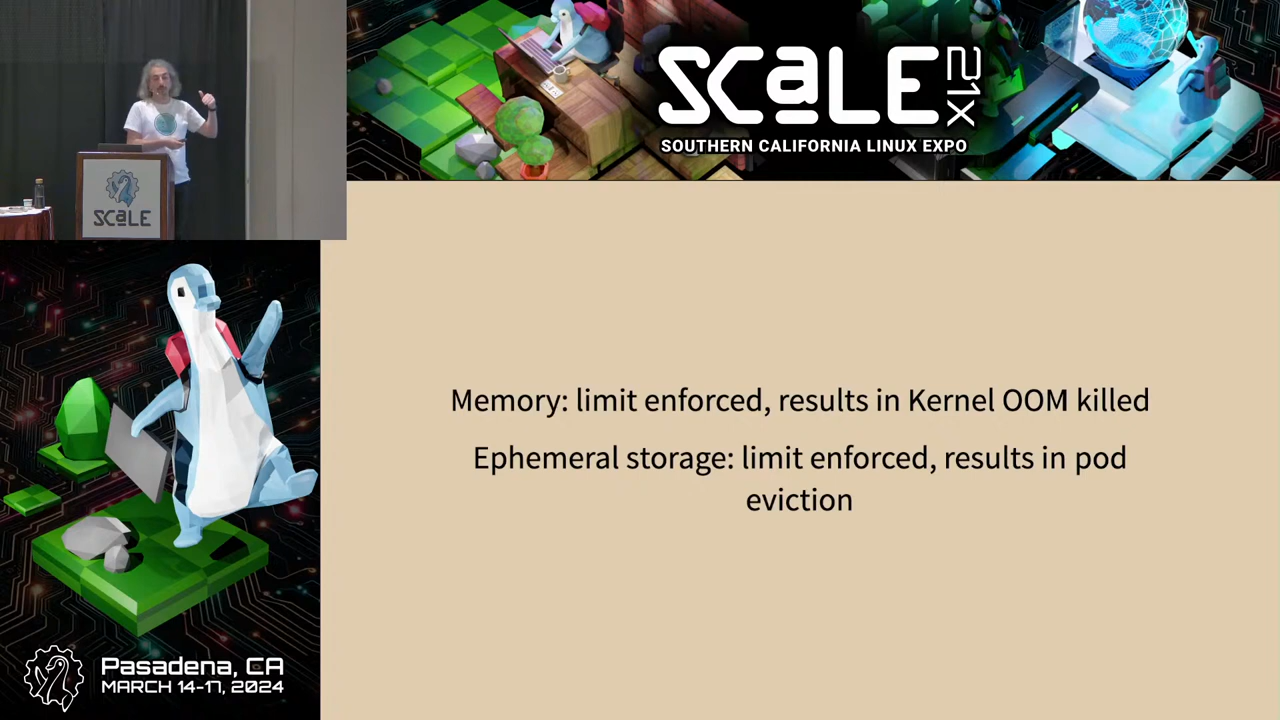 SCaLE
21X
SOUTHERN CALIFORNIA LINUX EXPO
SCaLE
Memory: limit enforced, results in Kernel OOM killed
Ephemeral storage: limit enforced, results in pod
eviction
Pasadena, CA
MARCH 14-17, 2024